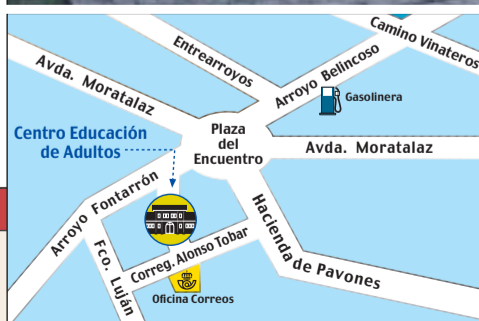 Camino Vinateros
Entrearroyos
Arroyo Belincoso
Avda. Moratalaz
Gasolinera
Plaza
del
Encuentro
Centro Educación
de Adultos
Avda. Moratalaz
Arroyo Fontarrón
Hacienda de Pavones
Fco. Luján
Correg. Alonso Tobar
Oficina Correos